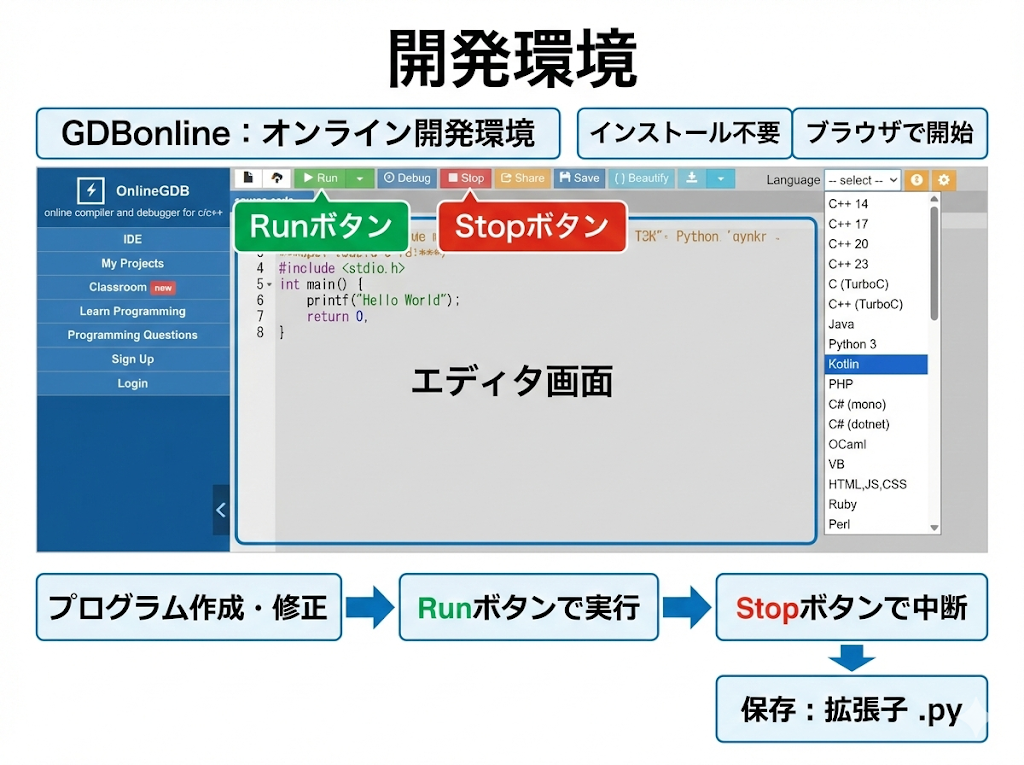 開発環境
GDBonline：オンライン開発環境
インストール不要
ブラウザで開始
OnlineGDB
online compiler and debugger for c/c++
IDE
My Projects
Classroom new
Learn Programming
Programming Questions
Sign Up
Login
Run Debug Stop Share Save {} Beautify
Language -- select --
Runボタン
Stopボタン
Python
4 #include <stdio.h>
5 int main() {
6 printf("Hello World");
7 return 0,
8 }
エディタ画面
C++ 14
C++ 17
C++ 20
C++ 23
C (TurboC)
C++ (TurboC)
Java
Python 3
Kotlin
PHP
C# (mono)
C# (dotnet)
OCaml
VB
HTML,JS,CSS
Ruby
Perl
プログラム作成・修正
Runボタンで実行
Stopボタンで中断
保存：拡張子 .py